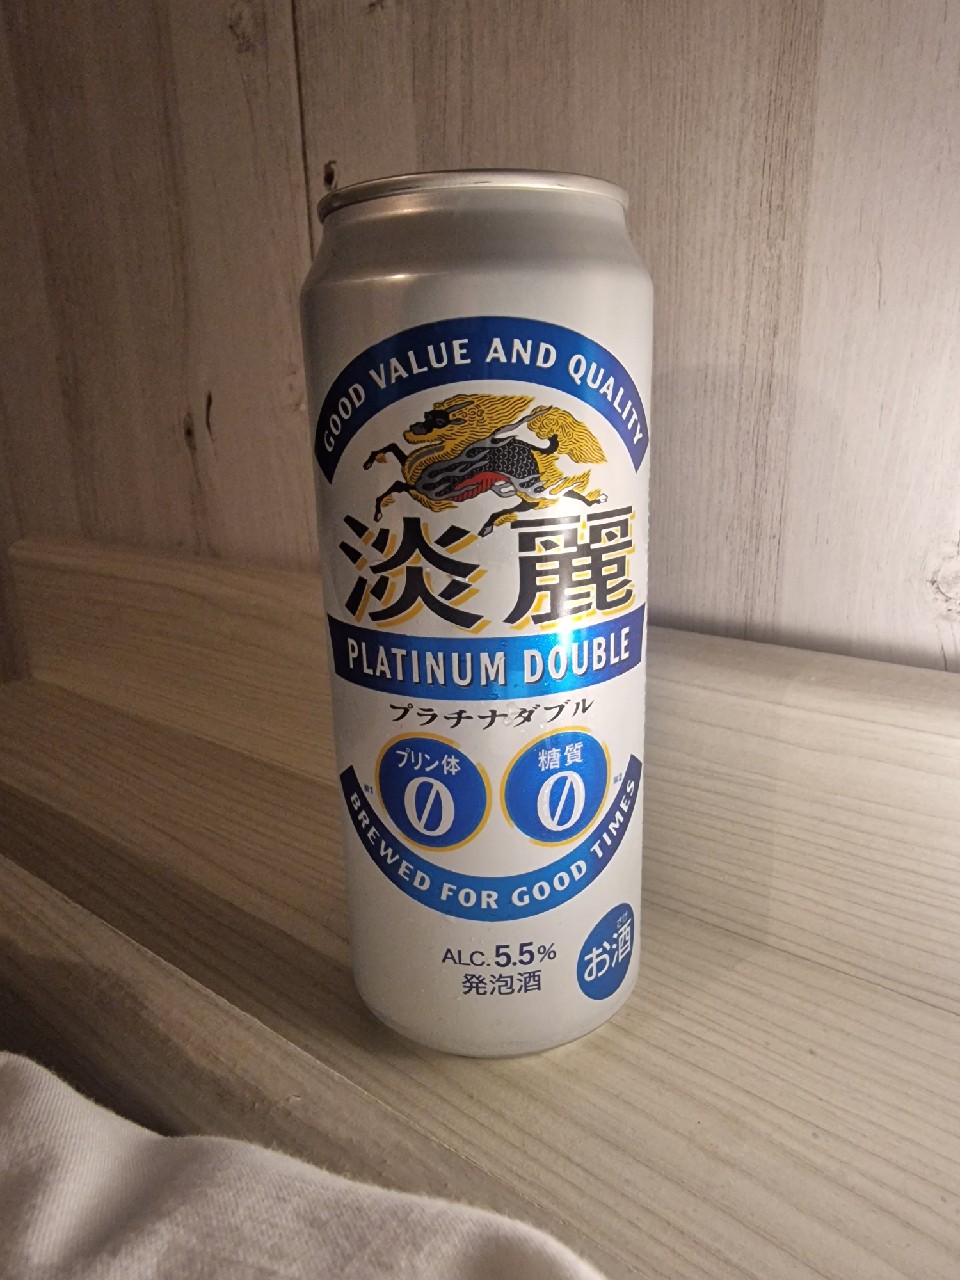 GOOD VALUE AND QUALITY
淡麗
PLATINUM DOUBLE
プラチナダブル
プリン体
0
糖質
0
BREWED FOR GOOD TIMES
ALC.5.5%
発泡酒
お酒